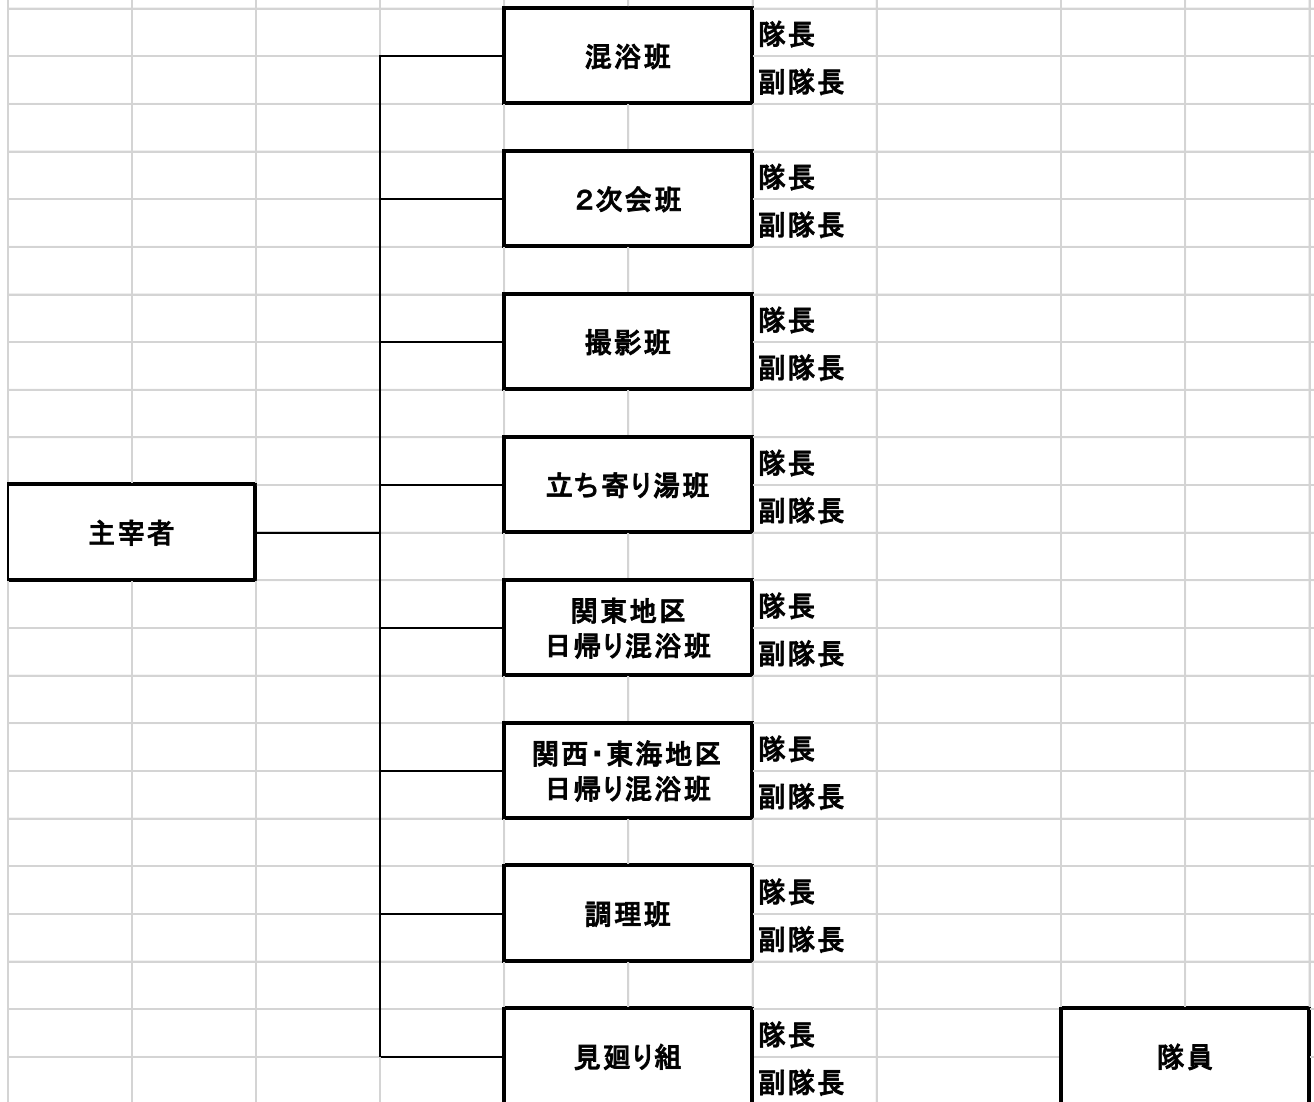 混浴班
隊長
副隊長
２次会班
隊長
副隊長
撮影班
隊長
副隊長
立ち寄り湯班
隊長
副隊長
主宰者
関東地区
日帰り混浴班
隊長
副隊長
関西・東海地区
日帰り混浴班
隊長
副隊長
調理班
隊長
副隊長
見廻り組
隊長
副隊長
隊員